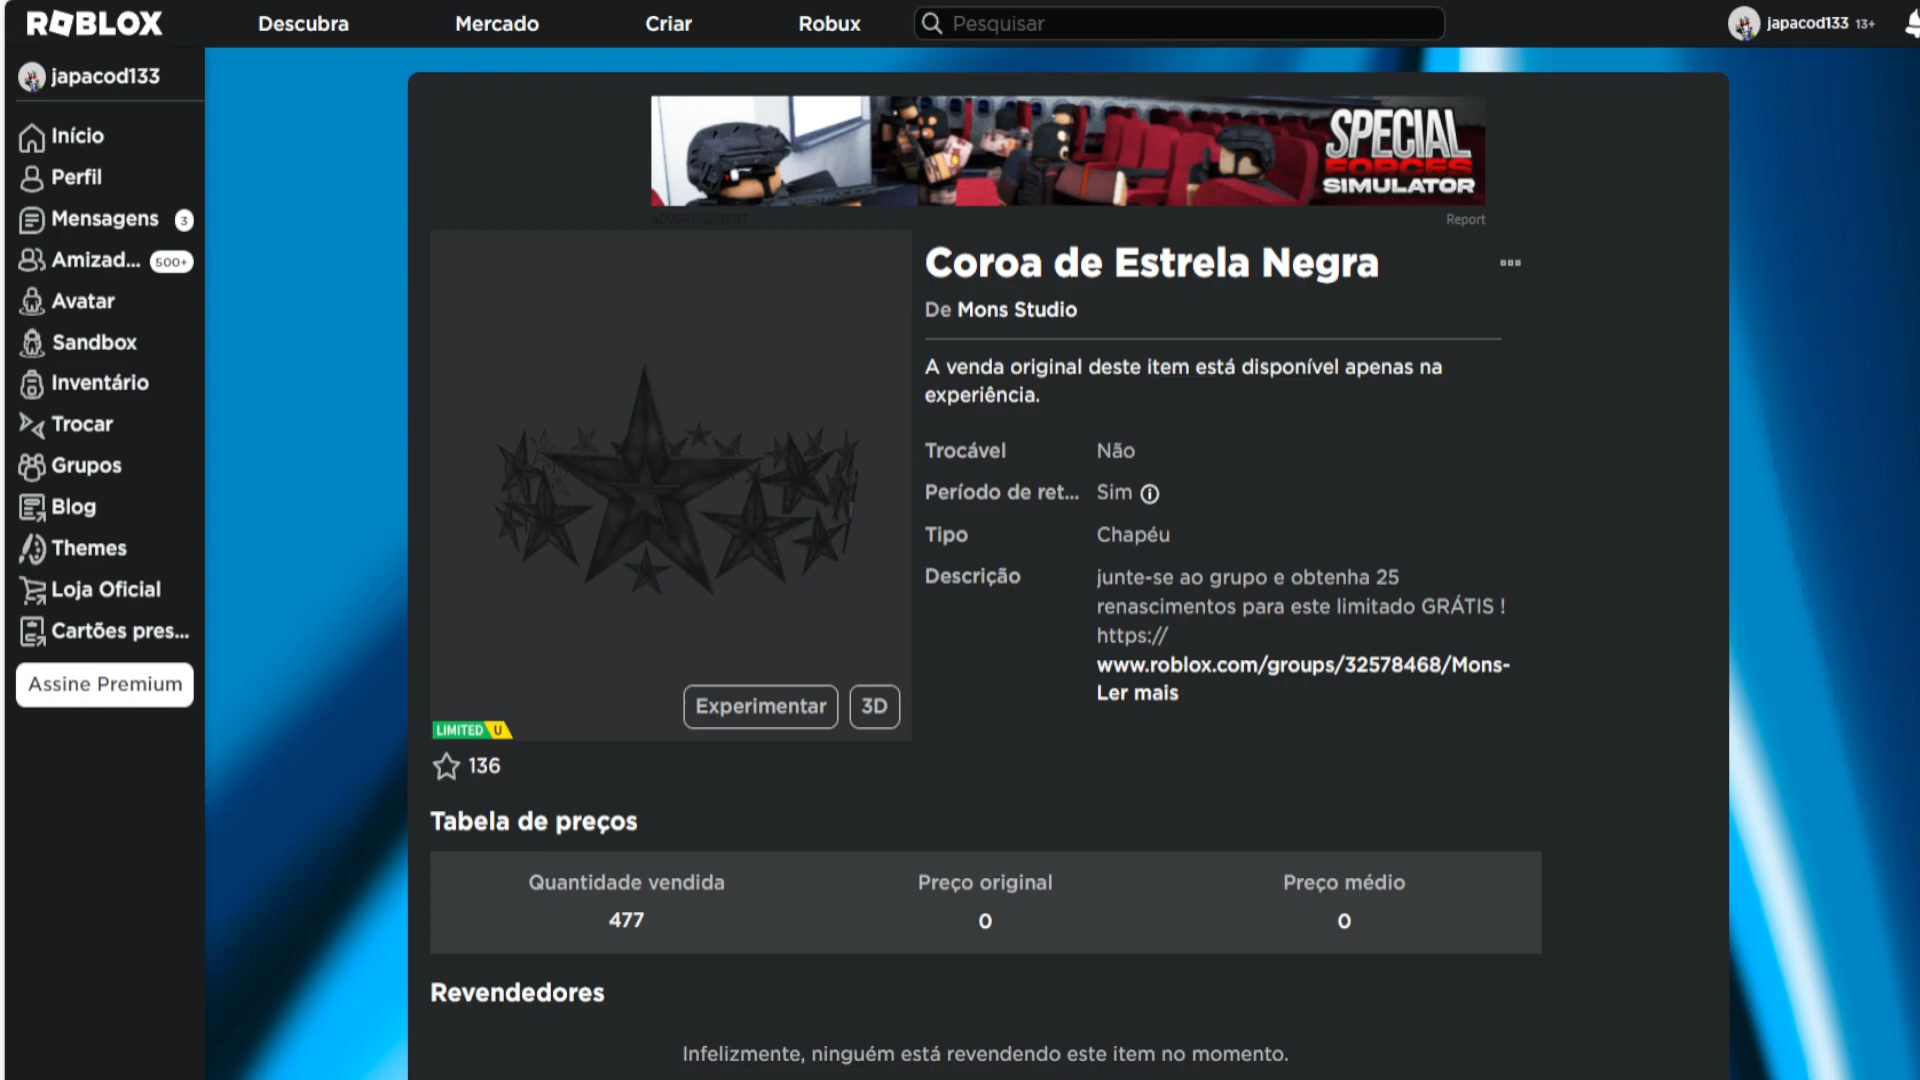 ROBLOX
Descubra
Mercado
Criar
Robux
Pesquisar
japacod133 13+
japacod133
Início
Perfil
Mensagens 3
Amizad... 500+
Avatar
Sandbox
Inventário
Trocar
Grupos
Blog
Themes
Loja Oficial
Cartões pres...
Assine Premium
SPECIAL
FORCES
SIMULATOR
ADVERTISEMENT
Report
Coroa de Estrela Negra
De Mons Studio
A venda original deste item está disponível apenas na
experiência.
Trocável Não
Período de ret... Sim
Tipo Chapéu
Descrição junte-se ao grupo e obtenha 25
renascimentos para este limitado GRÁTIS !
https://
www.roblox.com/groups/32578468/Mons-
Ler mais
Experimentar
3D
LIMITED U
136
Tabela de preços
Quantidade vendida
477
Preço original
0
Preço médio
0
Revendedores
Infelizmente, ninguém está revendendo este item no momento.